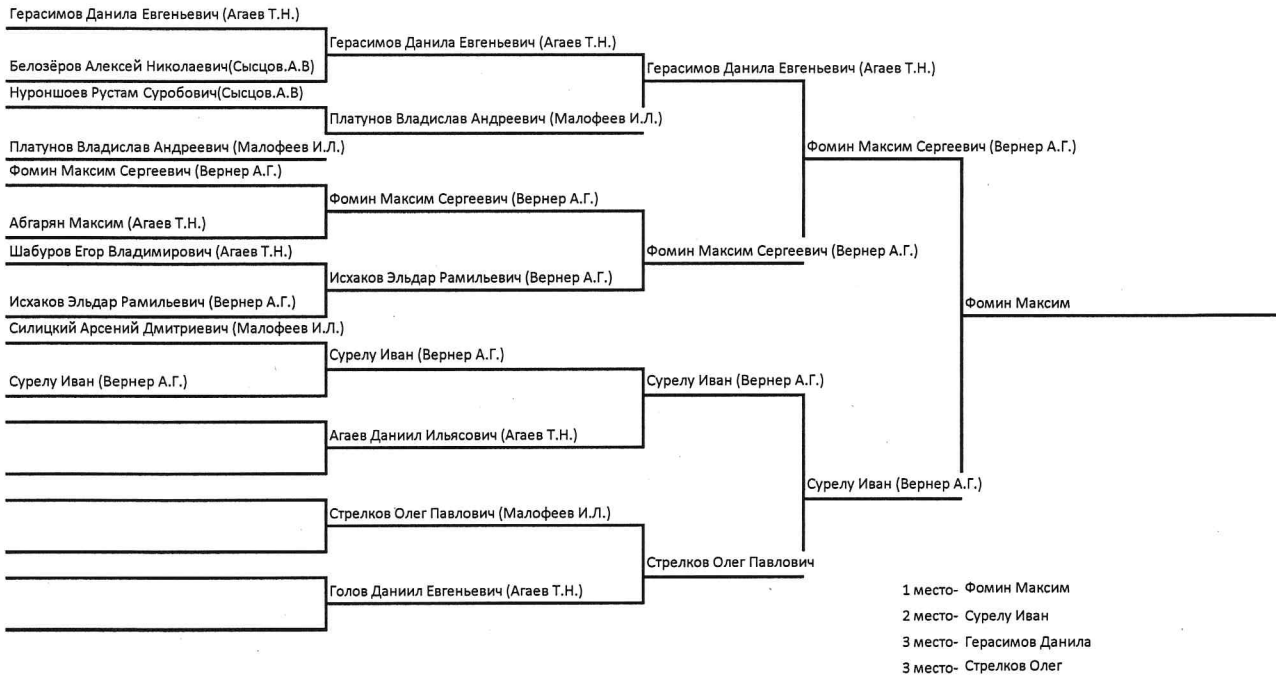 Герасимов Данила Евгеньевич (Агаев Т.Н.)
Белозёров Алексей Николаевич(Сысцов.А.В)
Нуроншоев Рустам Суробович(Сысцов.А.В)
Платунов Владислав Андреевич (Малофеев И.Л.)
Фомин Максим Сергеевич (Вернер А.Г.)
Абгарян Максим (Агаев Т.Н.)
Шабуров Егор Владимирович (Агаев Т.Н.)
Исхаков Эльдар Рамильевич (Вернер А.Г.)
Силицкий Арсений Дмитриевич (Малофеев И.Л.)
Сурелу Иван (Вернер А.Г.)
Герасимов Данила Евгеньевич (Агаев Т.Н.)
Платунов Владислав Андреевич (Малофеев И.Л.)
Фомин Максим Сергеевич (Вернер А.Г.)
Исхаков Эльдар Рамильевич (Вернер А.Г.)
Сурелу Иван (Вернер А.Г.)
Агаев Даниил Ильясович (Агаев Т.Н.)
Стрелков Олег Павлович (Малофеев И.Л.)
Голов Даниил Евгеньевич (Агаев Т.Н.)
Герасимов Данила Евгеньевич (Агаев Т.Н.)
Фомин Максим Сергеевич (Вернер А.Г.)
Сурелу Иван (Вернер А.Г.)
Стрелков Олег Павлович
Фомин Максим Сергеевич (Вернер А.Г.)
Сурелу Иван (Вернер А.Г.)
Фомин Максим
1 место- Фомин Максим
2 место- Сурелу Иван
3 место- Герасимов Данила
3 место- Стрелков Олег